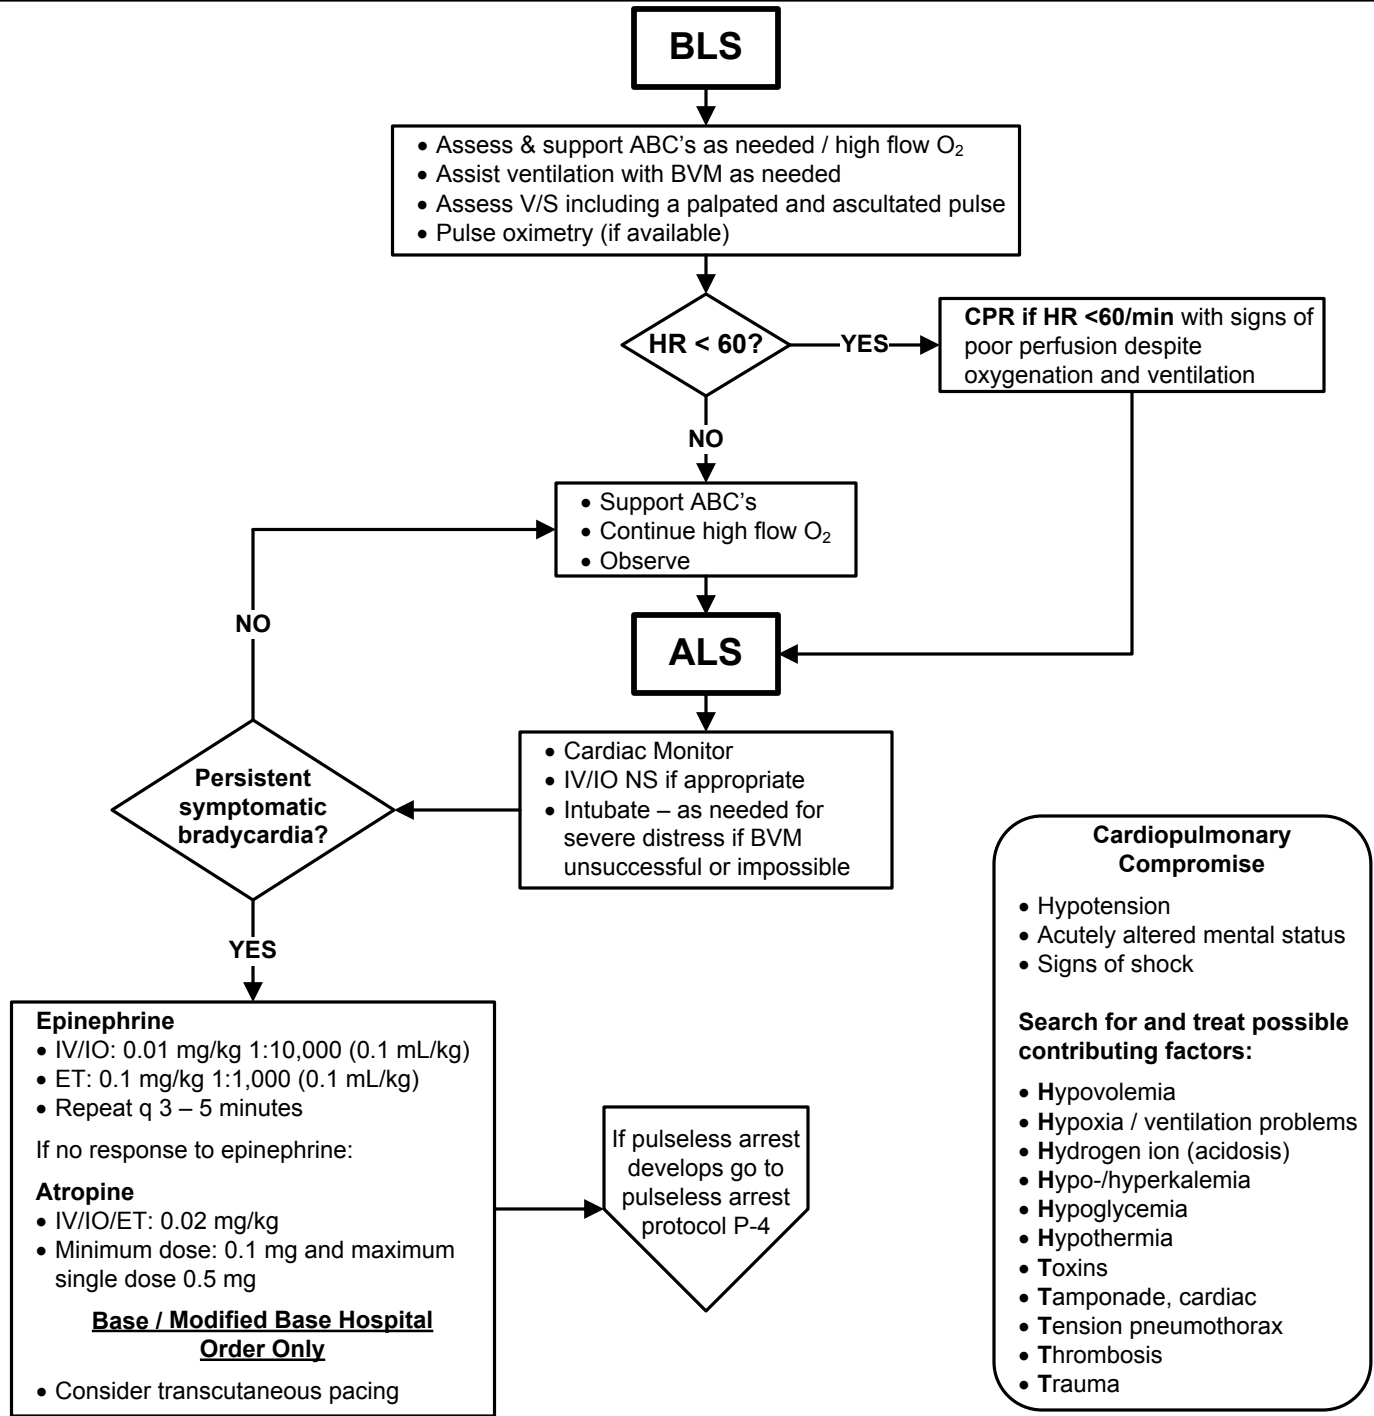 BLS
• Assess & support ABC’s as needed / high flow O₂
• Assist ventilation with BVM as needed
• Assess V/S including a palpated and ascultated pulse
• Pulse oximetry (if available)
HR < 60?
YES
CPR if HR <60/min with signs of
poor perfusion despite
oxygenation and ventilation
NO
• Support ABC’s
• Continue high flow O₂
• Observe
NO
ALS
Persistent
symptomatic
bradycardia?
• Cardiac Monitor
• IV/IO NS if appropriate
• Intubate – as needed for
severe distress if BVM
unsuccessful or impossible
YES
Epinephrine
• IV/IO: 0.01 mg/kg 1:10,000 (0.1 mL/kg)
• ET: 0.1 mg/kg 1:1,000 (0.1 mL/kg)
• Repeat q 3 – 5 minutes
If no response to epinephrine:
Atropine
• IV/IO/ET: 0.02 mg/kg
• Minimum dose: 0.1 mg and maximum
single dose 0.5 mg
Base / Modified Base Hospital
Order Only
• Consider transcutaneous pacing
If pulseless arrest
develops go to
pulseless arrest
protocol P-4
Cardiopulmonary
Compromise
• Hypotension
• Acutely altered mental status
• Signs of shock
Search for and treat possible
contributing factors:
• Hypovolemia
• Hypoxia / ventilation problems
• Hydrogen ion (acidosis)
• Hypo-/hyperkalemia
• Hypoglycemia
• Hypothermia
• Toxins
• Tamponade, cardiac
• Tension pneumothorax
• Thrombosis
• Trauma